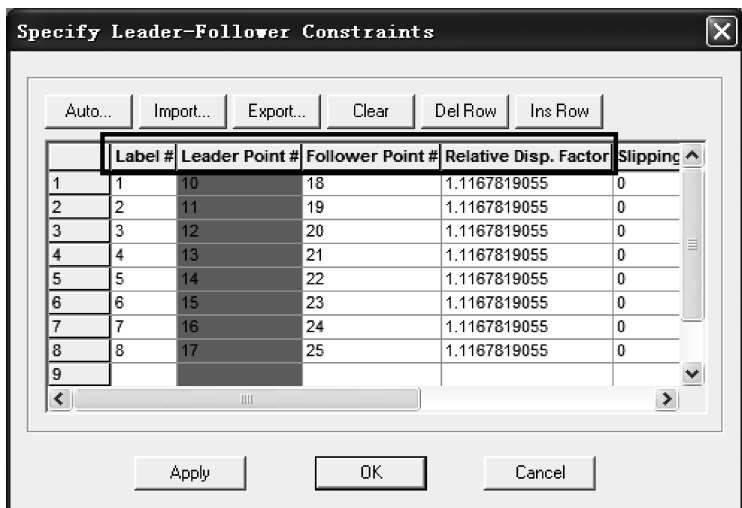 Specify Leader-Follower Constraints
Auto... Import... Export... Clear Del Row Ins Row
Label # Leader Point # Follower Point # Relative Disp. Factor Slipping
1 1 10 18 1.1167819055 0
2 2 11 19 1.1167819055 0
3 3 12 20 1.1167819055 0
4 4 13 21 1.1167819055 0
5 5 14 22 1.1167819055 0
6 6 15 23 1.1167819055 0
7 7 16 24 1.1167819055 0
8 8 17 25 1.1167819055 0
9
Apply OK Cancel